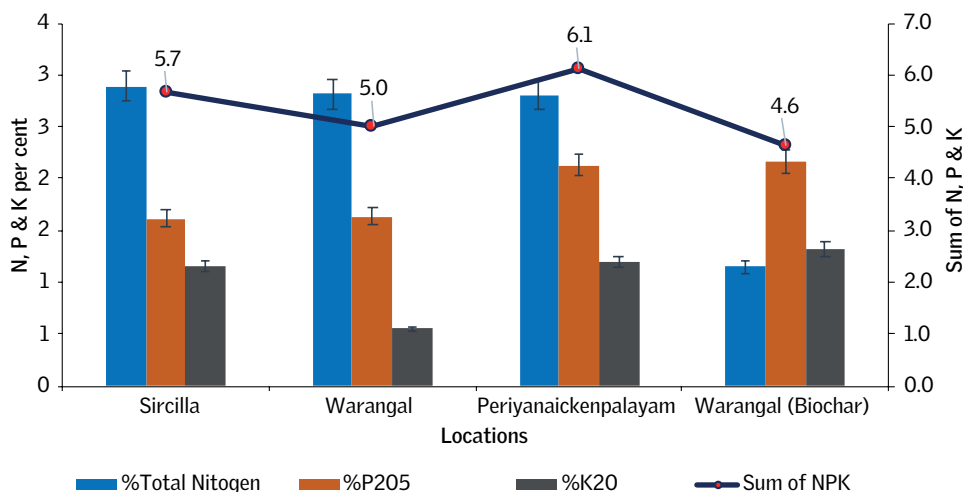 4
3
3
2
2
1
1
0
N, P & K per cent
5.7
5.0
6.1
4.6
7.0
6.0
5.0
4.0
3.0
2.0
1.0
0.0
Sum of N, P & K
Sircilla
Warangal
Periyanaickenpalayam
Warangal (Biochar)
Locations
%Total Nitogen
%P205
%K20
Sum of NPK